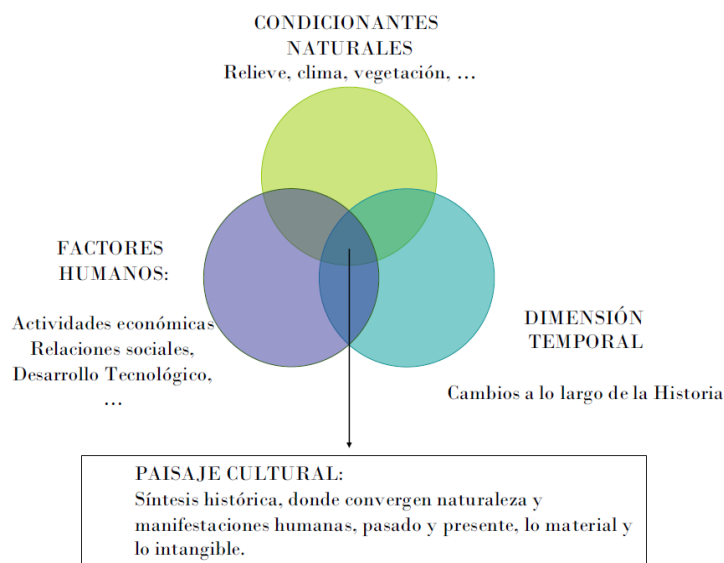 CONDICIONANTES
NATURALES
Relieve, clima, vegetación, ...
FACTORES
HUMANOS:
Actividades económicas
Relaciones sociales,
Desarrollo Tecnológico,
...
DIMENSIÓN
TEMPORAL
Cambios a lo largo de la Historia
PAISAJE CULTURAL:
Síntesis histórica, donde convergen naturaleza y
manifestaciones humanas, pasado y presente, lo material y
lo intangible.